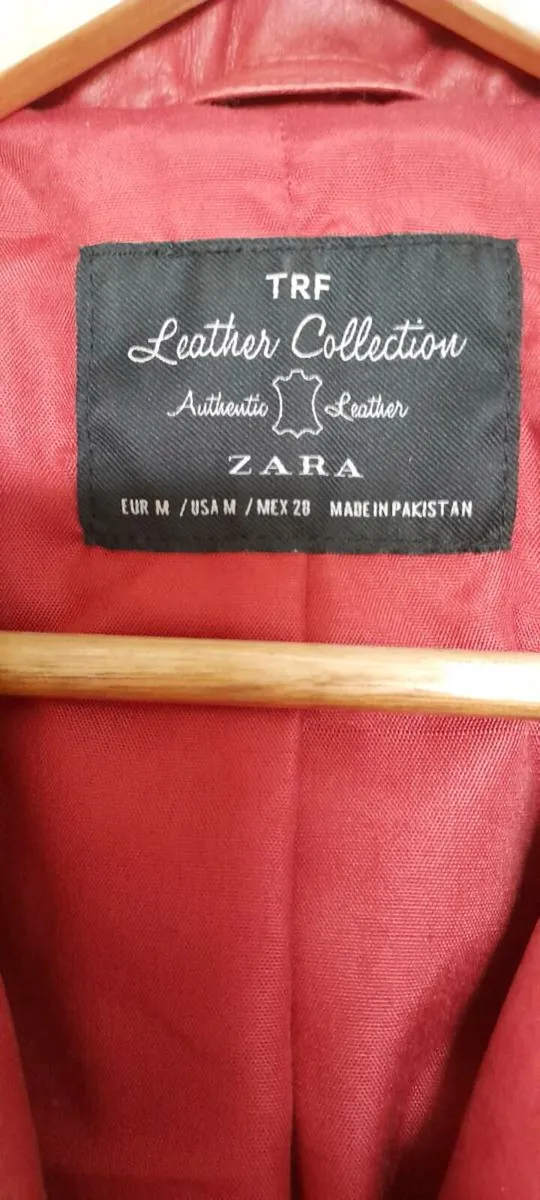 TRF
Leather Collection
Authentic Leather
ZARA
EUR M / USA M / MEX 28 MADE IN PAKISTAN